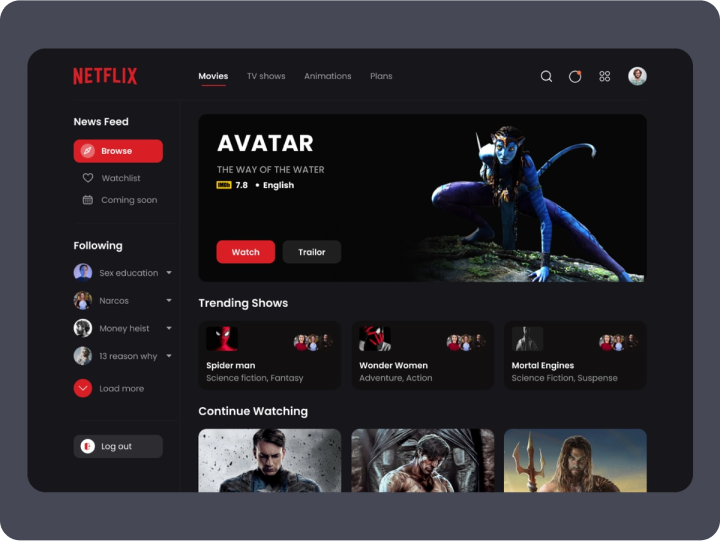 NETFLIX
Movies TV shows Animations Plans
News Feed
Browse
Watchlist
Coming soon
Following
Sex education
Narcos
Money heist
13 reason why
Load more
Log out
AVATAR
THE WAY OF THE WATER
IMDb 7.8 • English
Watch Trailor
Trending Shows
Spider man
Science fiction, Fantasy
Wonder Women
Adventure, Action
Mortal Engines
Science Fiction, Suspense
Continue Watching